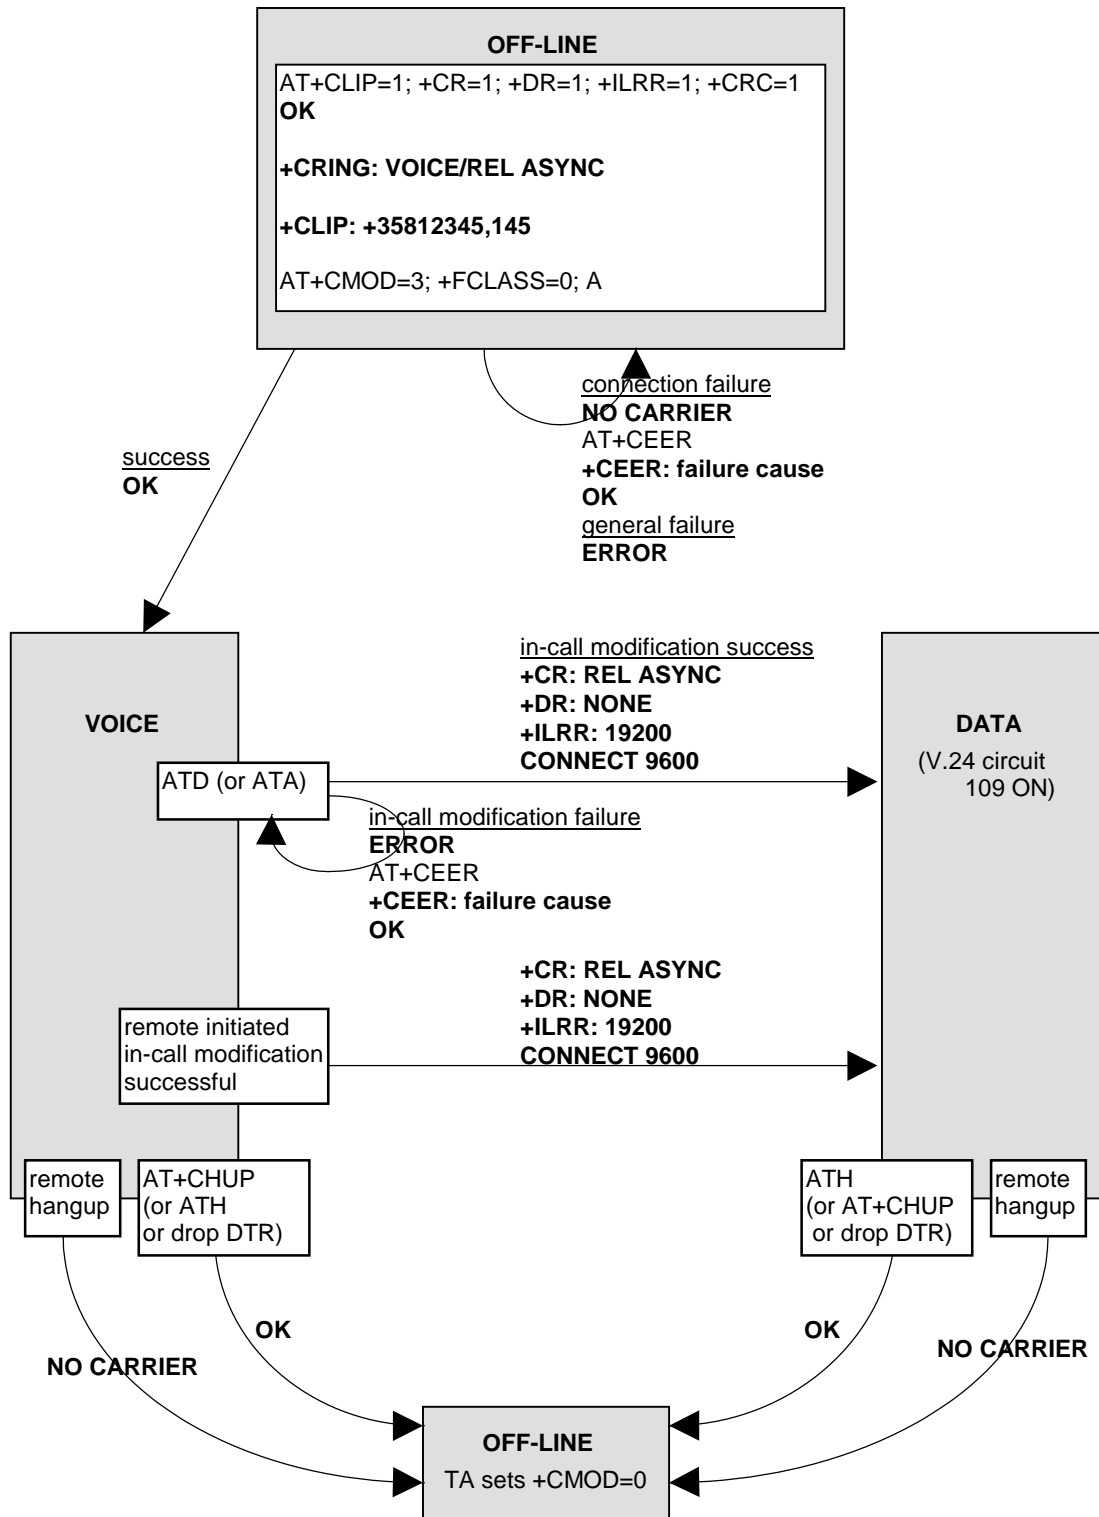 OFF-LINE
AT+CLIP=1; +CR=1; +DR=1; +ILRR=1; +CRC=1
OK
+CRING: VOICE/REL ASYNC
+CLIP: +35812345,145
AT+CMOD=3; +FCLASS=0; A
connection failure
NO CARRIER
AT+CEER
+CEER: failure cause
OK
general failure
ERROR
success
OK
VOICE
in-call modification success
+CR: REL ASYNC
+DR: NONE
+ILRR: 19200
CONNECT 9600
DATA
(V.24 circuit
109 ON)
ATD (or ATA)
in-call modification failure
ERROR
AT+CEER
+CEER: failure cause
OK
+CR: REL ASYNC
+DR: NONE
+ILRR: 19200
CONNECT 9600
remote initiated
in-call modification
successful
remote
hangup
AT+CHUP
(or ATH
or drop DTR)
ATH
(or AT+CHUP
or drop DTR)
remote
hangup
OK
NO CARRIER
OK
NO CARRIER
OFF-LINE
TA sets +CMOD=0